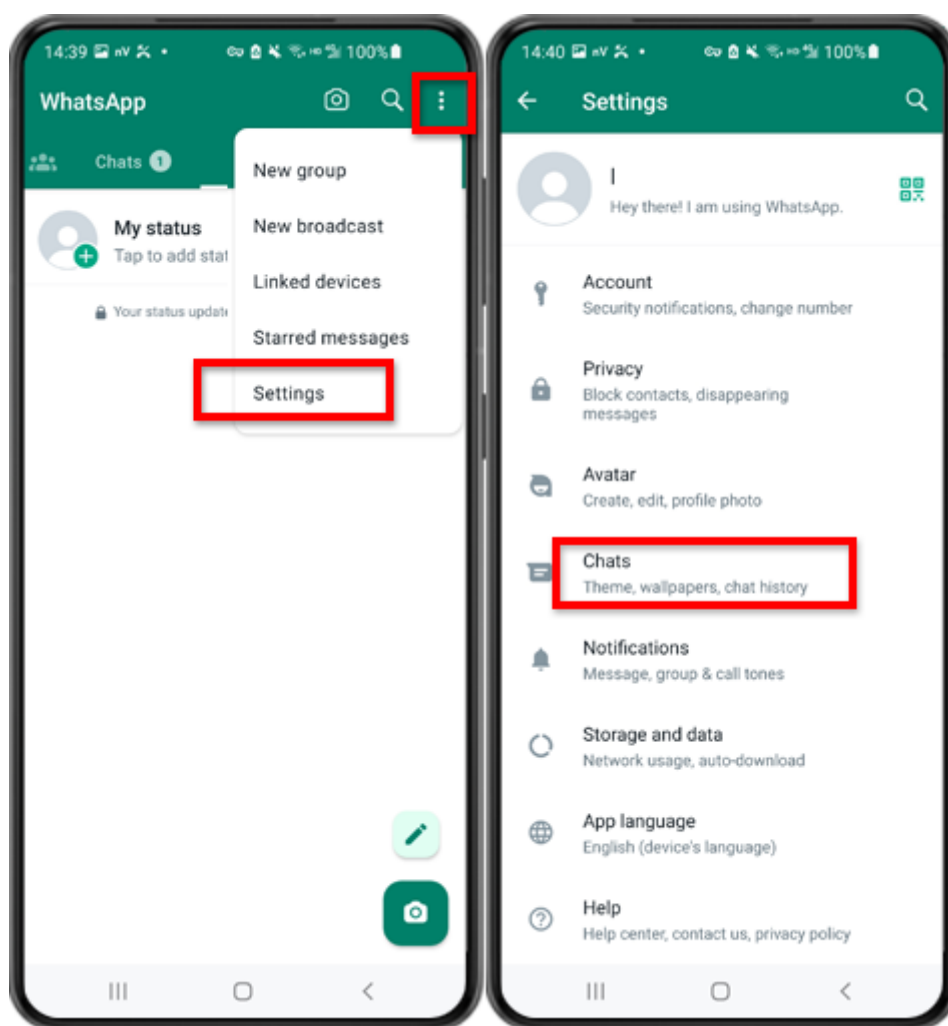 14:39
100%
WhatsApp
Chats 1
New group
New broadcast
Linked devices
Starred messages
Settings
My status
Tap to add stat
Your status updat
14:40
100%
Settings
l
Hey there! I am using WhatsApp.
Account
Security notifications, change number
Privacy
Block contacts, disappearing
messages
Avatar
Create, edit, profile photo
Chats
Theme, wallpapers, chat history
Notifications
Message, group & call tones
Storage and data
Network usage, auto-download
App language
English (device's language)
Help
Help center, contact us, privacy policy